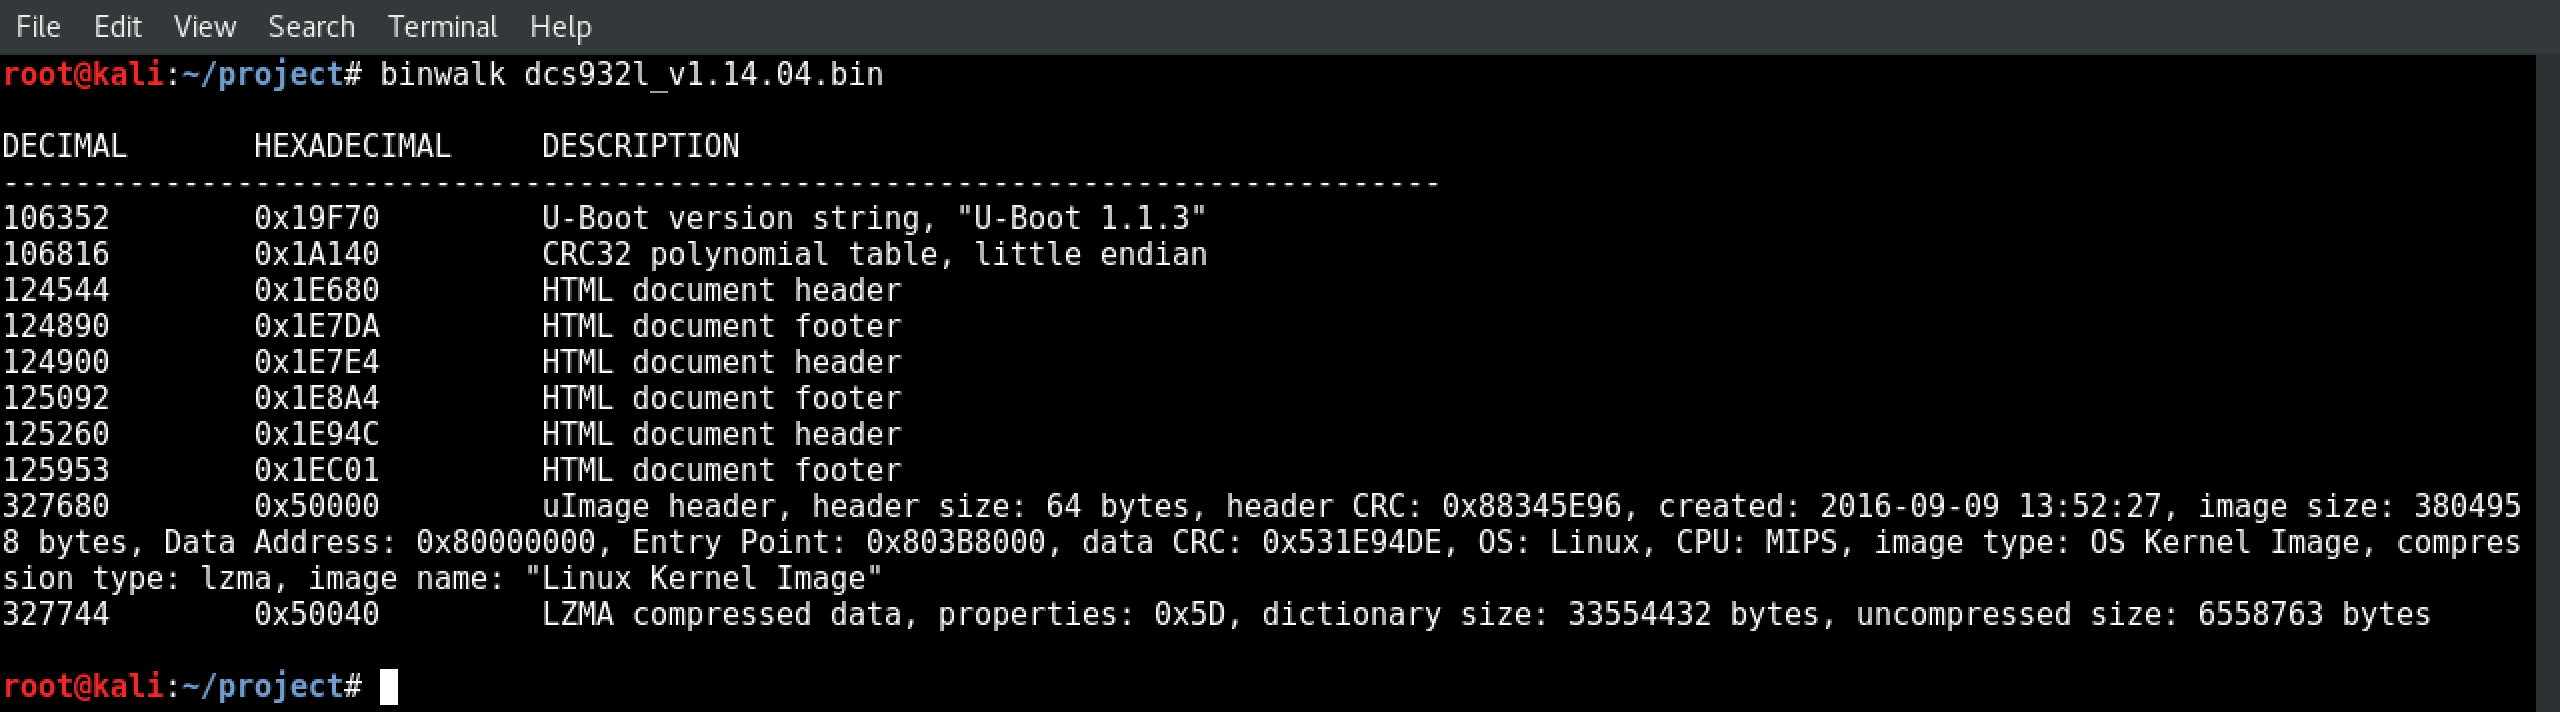 File Edit View Search Terminal Help
root@kali:~/project# binwalk dcs932l_v1.14.04.bin
DECIMAL       HEXADECIMAL     DESCRIPTION
--------------------------------------------------------------------------------
106352        0x19F70         U-Boot version string, "U-Boot 1.1.3"
106816        0x1A140         CRC32 polynomial table, little endian
124544        0x1E680         HTML document header
124890        0x1E7DA         HTML document footer
124900        0x1E7E4         HTML document header
125092        0x1E8A4         HTML document footer
125260        0x1E94C         HTML document header
125953        0x1EC01         HTML document footer
327680        0x50000         uImage header, header size: 64 bytes, header CRC: 0x88345E96, created: 2016-09-09 13:52:27, image size: 380495
8 bytes, Data Address: 0x80000000, Entry Point: 0x803B8000, data CRC: 0x531E94DE, OS: Linux, CPU: MIPS, image type: OS Kernel Image, compres
sion type: lzma, image name: "Linux Kernel Image"
327744        0x50040         LZMA compressed data, properties: 0x5D, dictionary size: 33554432 bytes, uncompressed size: 6558763 bytes
root@kali:~/project#